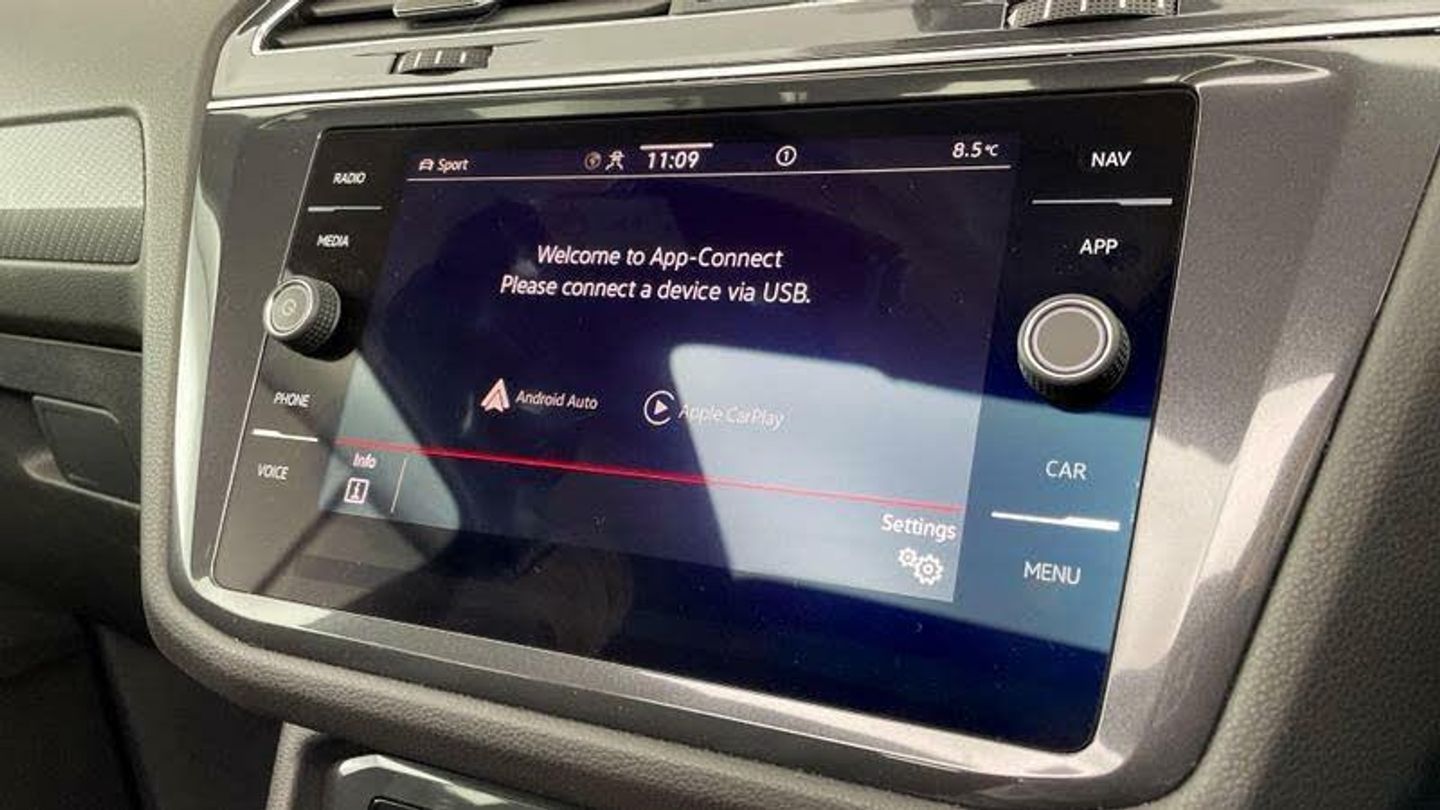 Sport 11:09 1 8.5°C
RADIO
MEDIA
PHONE
VOICE
Welcome to App-Connect
Please connect a device via USB.
Android Auto
Apple CarPlay
Info
Settings
NAV
APP
CAR
MENU